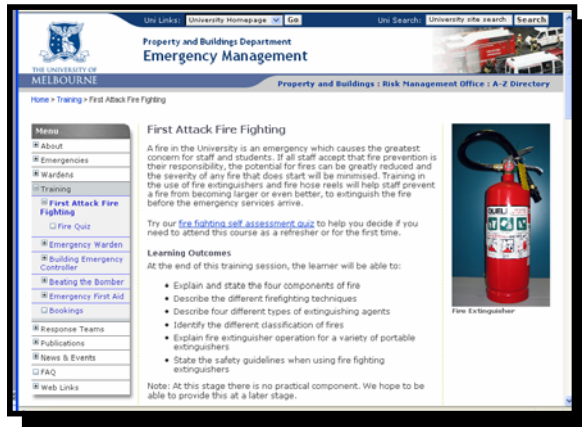 Uni Links: University Homepage Go
Uni Search: University site search Search
THE UNIVERSITY OF
MELBOURNE
Property and Buildings Department
Emergency Management
Property and Buildings : Risk Management Office : A-Z Directory
Home > Training > First Attack Fire Fighting
Menu
About
Emergencies
Wardens
Training
First Attack Fire
Fighting
Fire Quiz
Emergency Warden
Building Emergency
Controller
Beating the Bomber
Emergency First Aid
Bookings
Response Teams
Publications
News & Events
FAQ
Web Links
First Attack Fire Fighting
A fire in the University is an emergency which causes the greatest
concern for staff and students. If all staff accept that fire prevention is
their responsibility, the potential for fires can be greatly reduced and
the severity of any fire that does start will be minimised. Training in
the use of fire extinguishers and fire hose reels will help staff prevent
a fire from becoming larger or even better, to extinguish the fire
before the emergency services arrive.
Try our fire fighting self assessment quiz to help you decide if you
need to attend this course as a refresher or for the first time.
Learning Outcomes
At the end of this training session, the learner will be able to:
• Explain and state the four components of fire
• Describe the different firefighting techniques
• Describe four different types of extinguishing agents
• Identify the different classification of fires
• Explain fire extinguisher operation for a variety of portable
extinguishers
• State the safety guidelines when using fire fighting
extinguishers
Note: At this stage there is no practical component. We hope to be
able to provide this at a later stage.
Fire Extinguisher